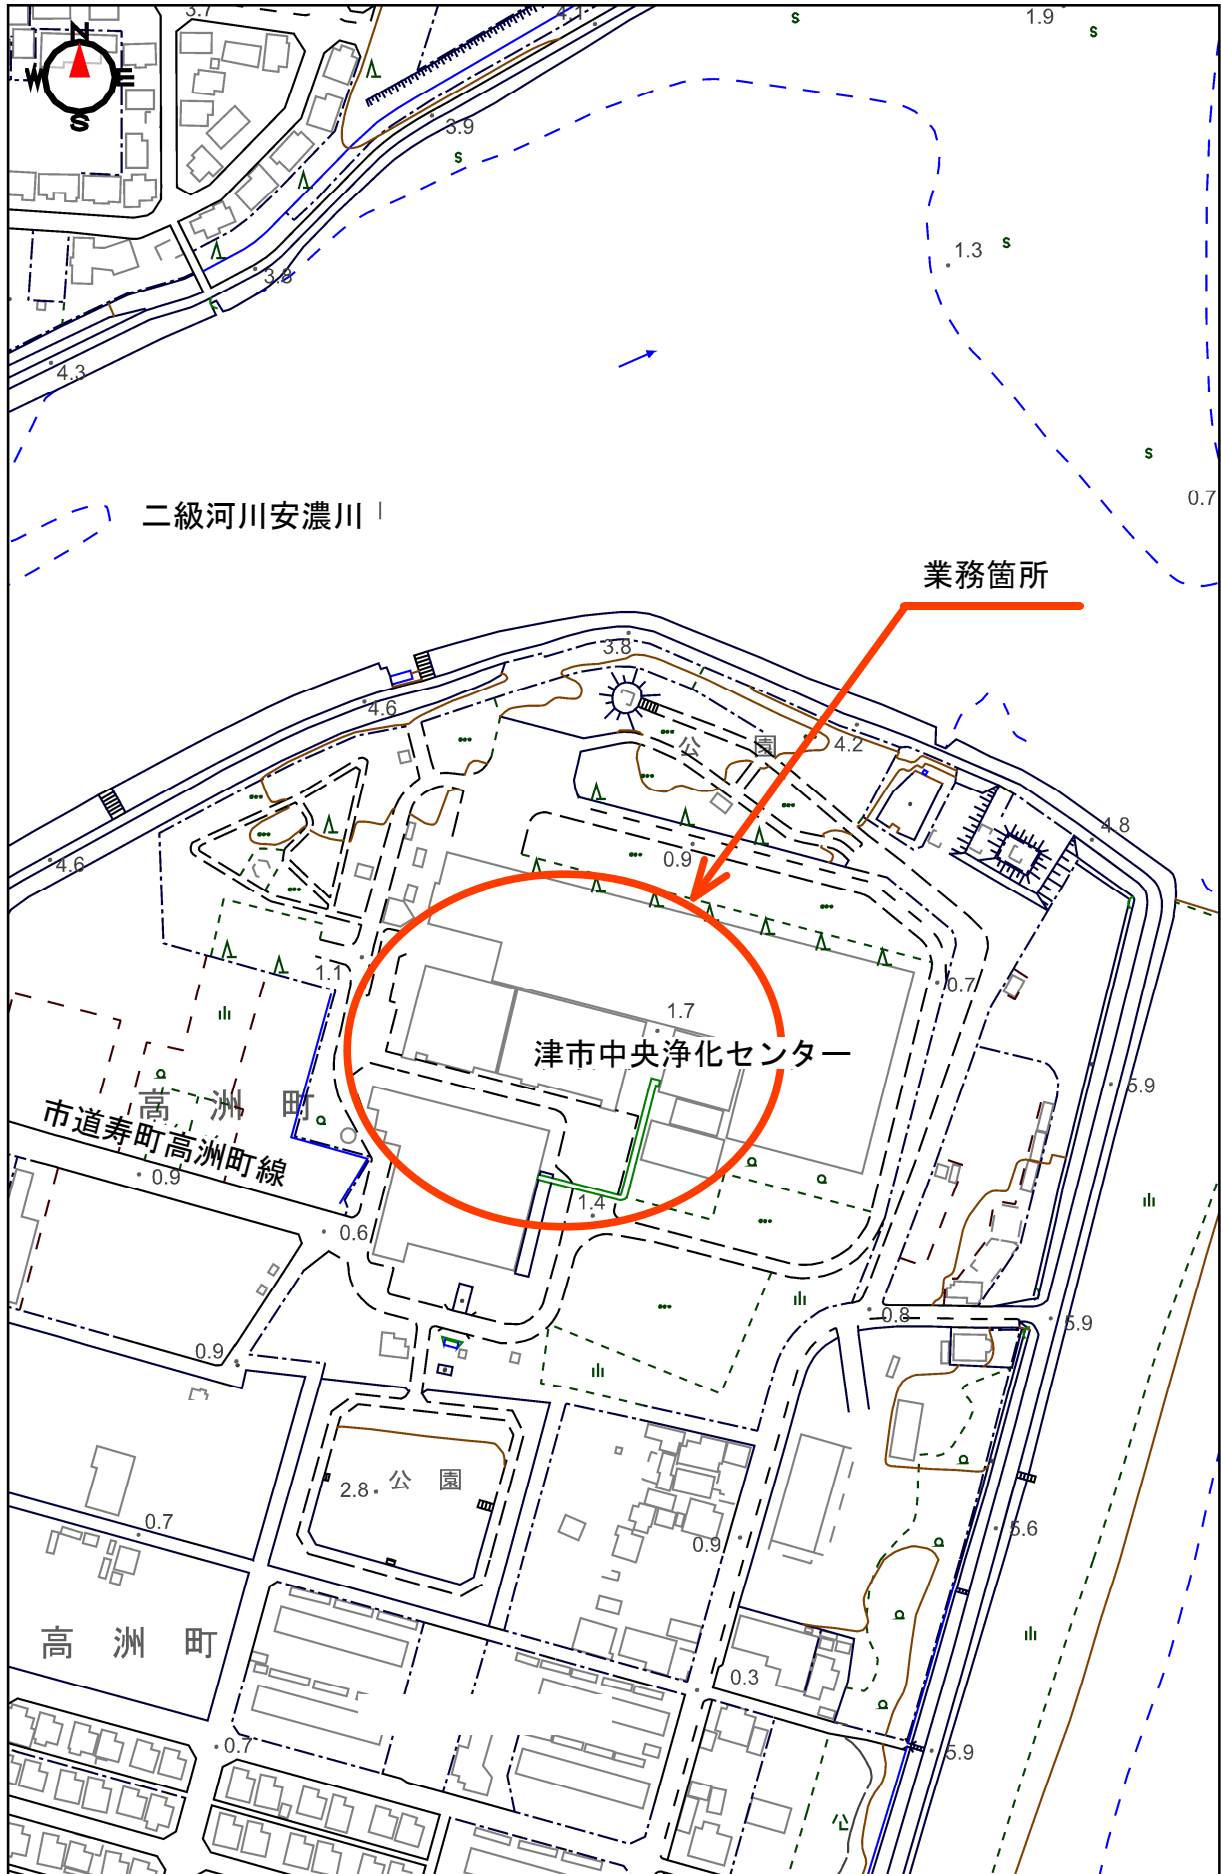 3.7
4.1
1.9
s
s
N
W
E
S
3.9
s
1.3
s
3.8
4.3
s
0.7
二級河川安濃川
業務箇所
3.8
4.6
公園
4.2
4.8
0.9
4.6
1.1
0.7
1.7
津市中央浄化センター
5.9
高洲町
市道寿町高洲町線
0.9
1.4
0.6
0.8
5.9
0.9
2.8
公園
0.7
0.9
5.6
高洲町
0.3
0.7
5.9